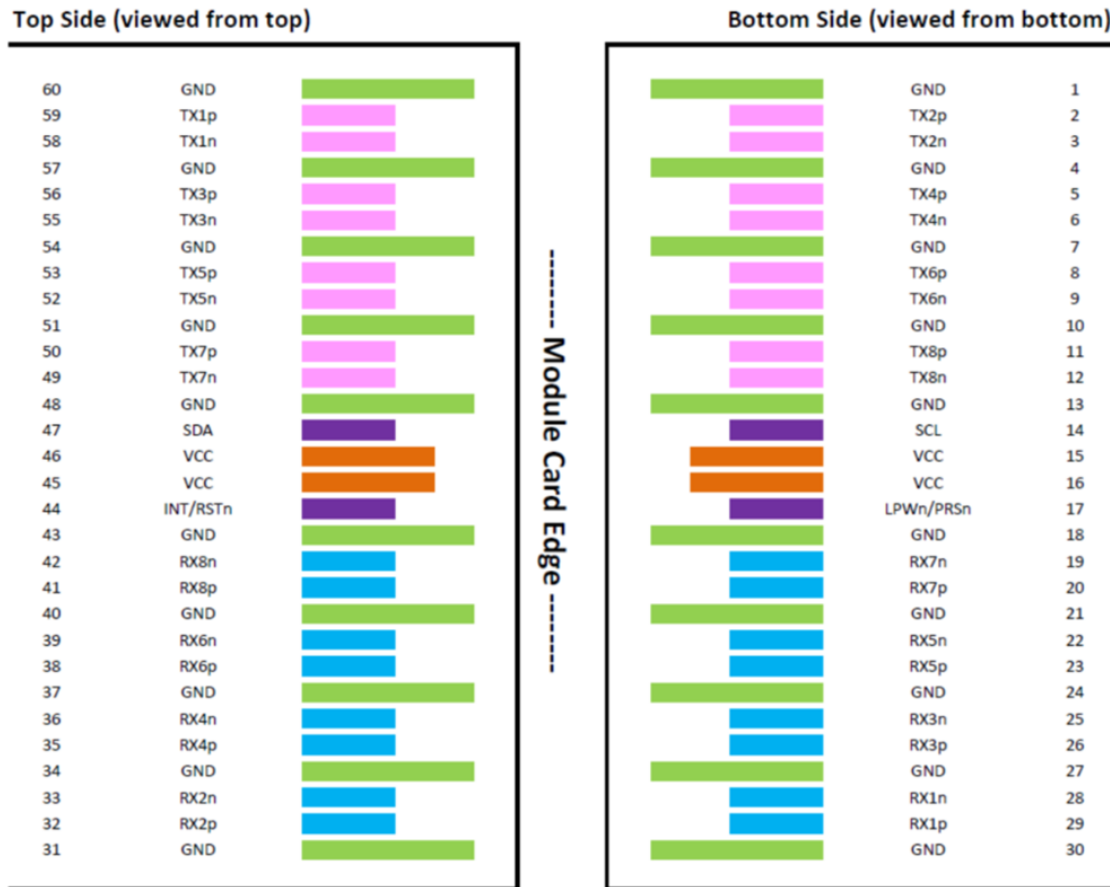 Top Side (viewed from top) Bottom Side (viewed from bottom)
60 GND GND 1
59 TX1p TX2p 2
58 TX1n TX2n 3
57 GND GND 4
56 TX3p TX4p 5
55 TX3n TX4n 6
54 GND GND 7
53 TX5p TX6p 8
52 TX5n TX6n 9
51 GND GND 10
50 TX7p TX8p 11
49 TX7n TX8n 12
48 GND GND 13
47 SDA SCL 14
46 VCC VCC 15
45 VCC VCC 16
44 INT/RSTn LPWn/PRSn 17
43 GND GND 18
42 RX8n RX7n 19
41 RX8p RX7p 20
40 GND GND 21
39 RX6n RX5n 22
38 RX6p RX5p 23
37 GND GND 24
36 RX4n RX3n 25
35 RX4p RX3p 26
34 GND GND 27
33 RX2n RX1n 28
32 RX2p RX1p 29
31 GND GND 30
-------- Module Card Edge --------